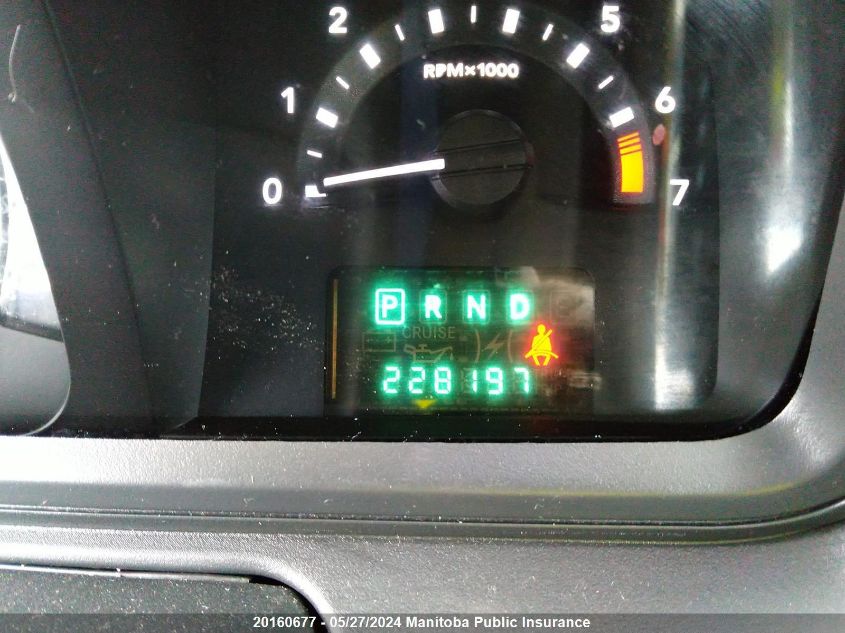 2 5
RPM×1000
1 6
0 7
P R N D
CRUISE
228197
20160677 - 05/27/2024 Manitoba Public Insurance